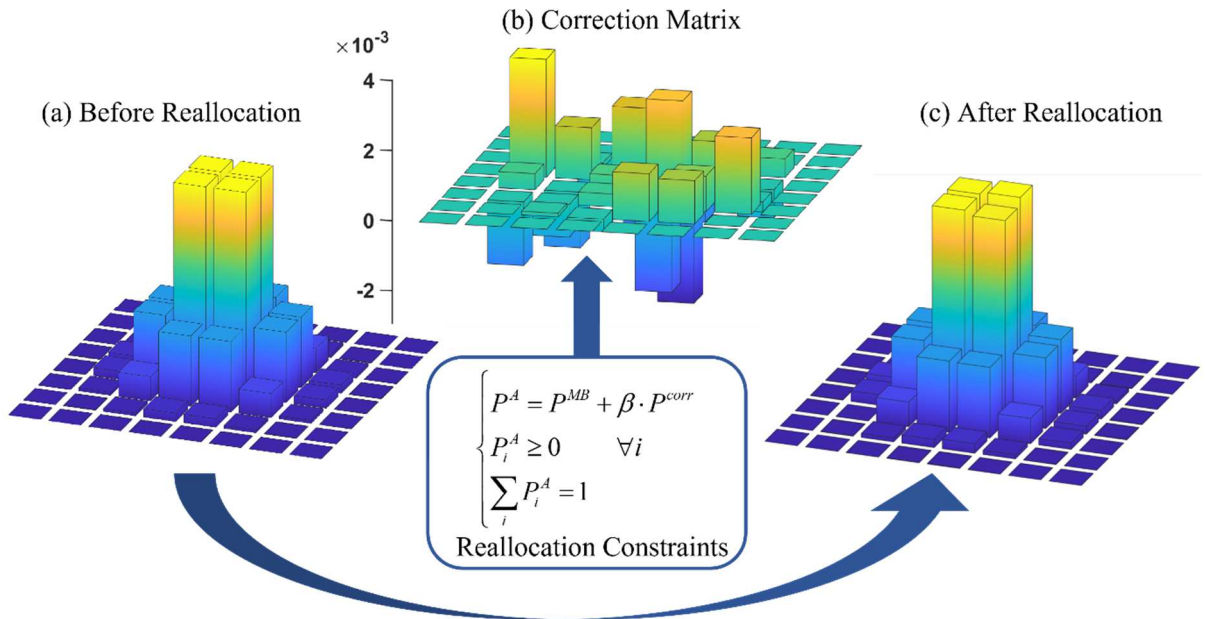 (b) Correction Matrix
×10⁻³
4
2
0
-2
(a) Before Reallocation
(c) After Reallocation
P^A = P^{MB} + β · P^{corr}
P_i^A ≥ 0 ∀i
∑_i P_i^A = 1
Reallocation Constraints